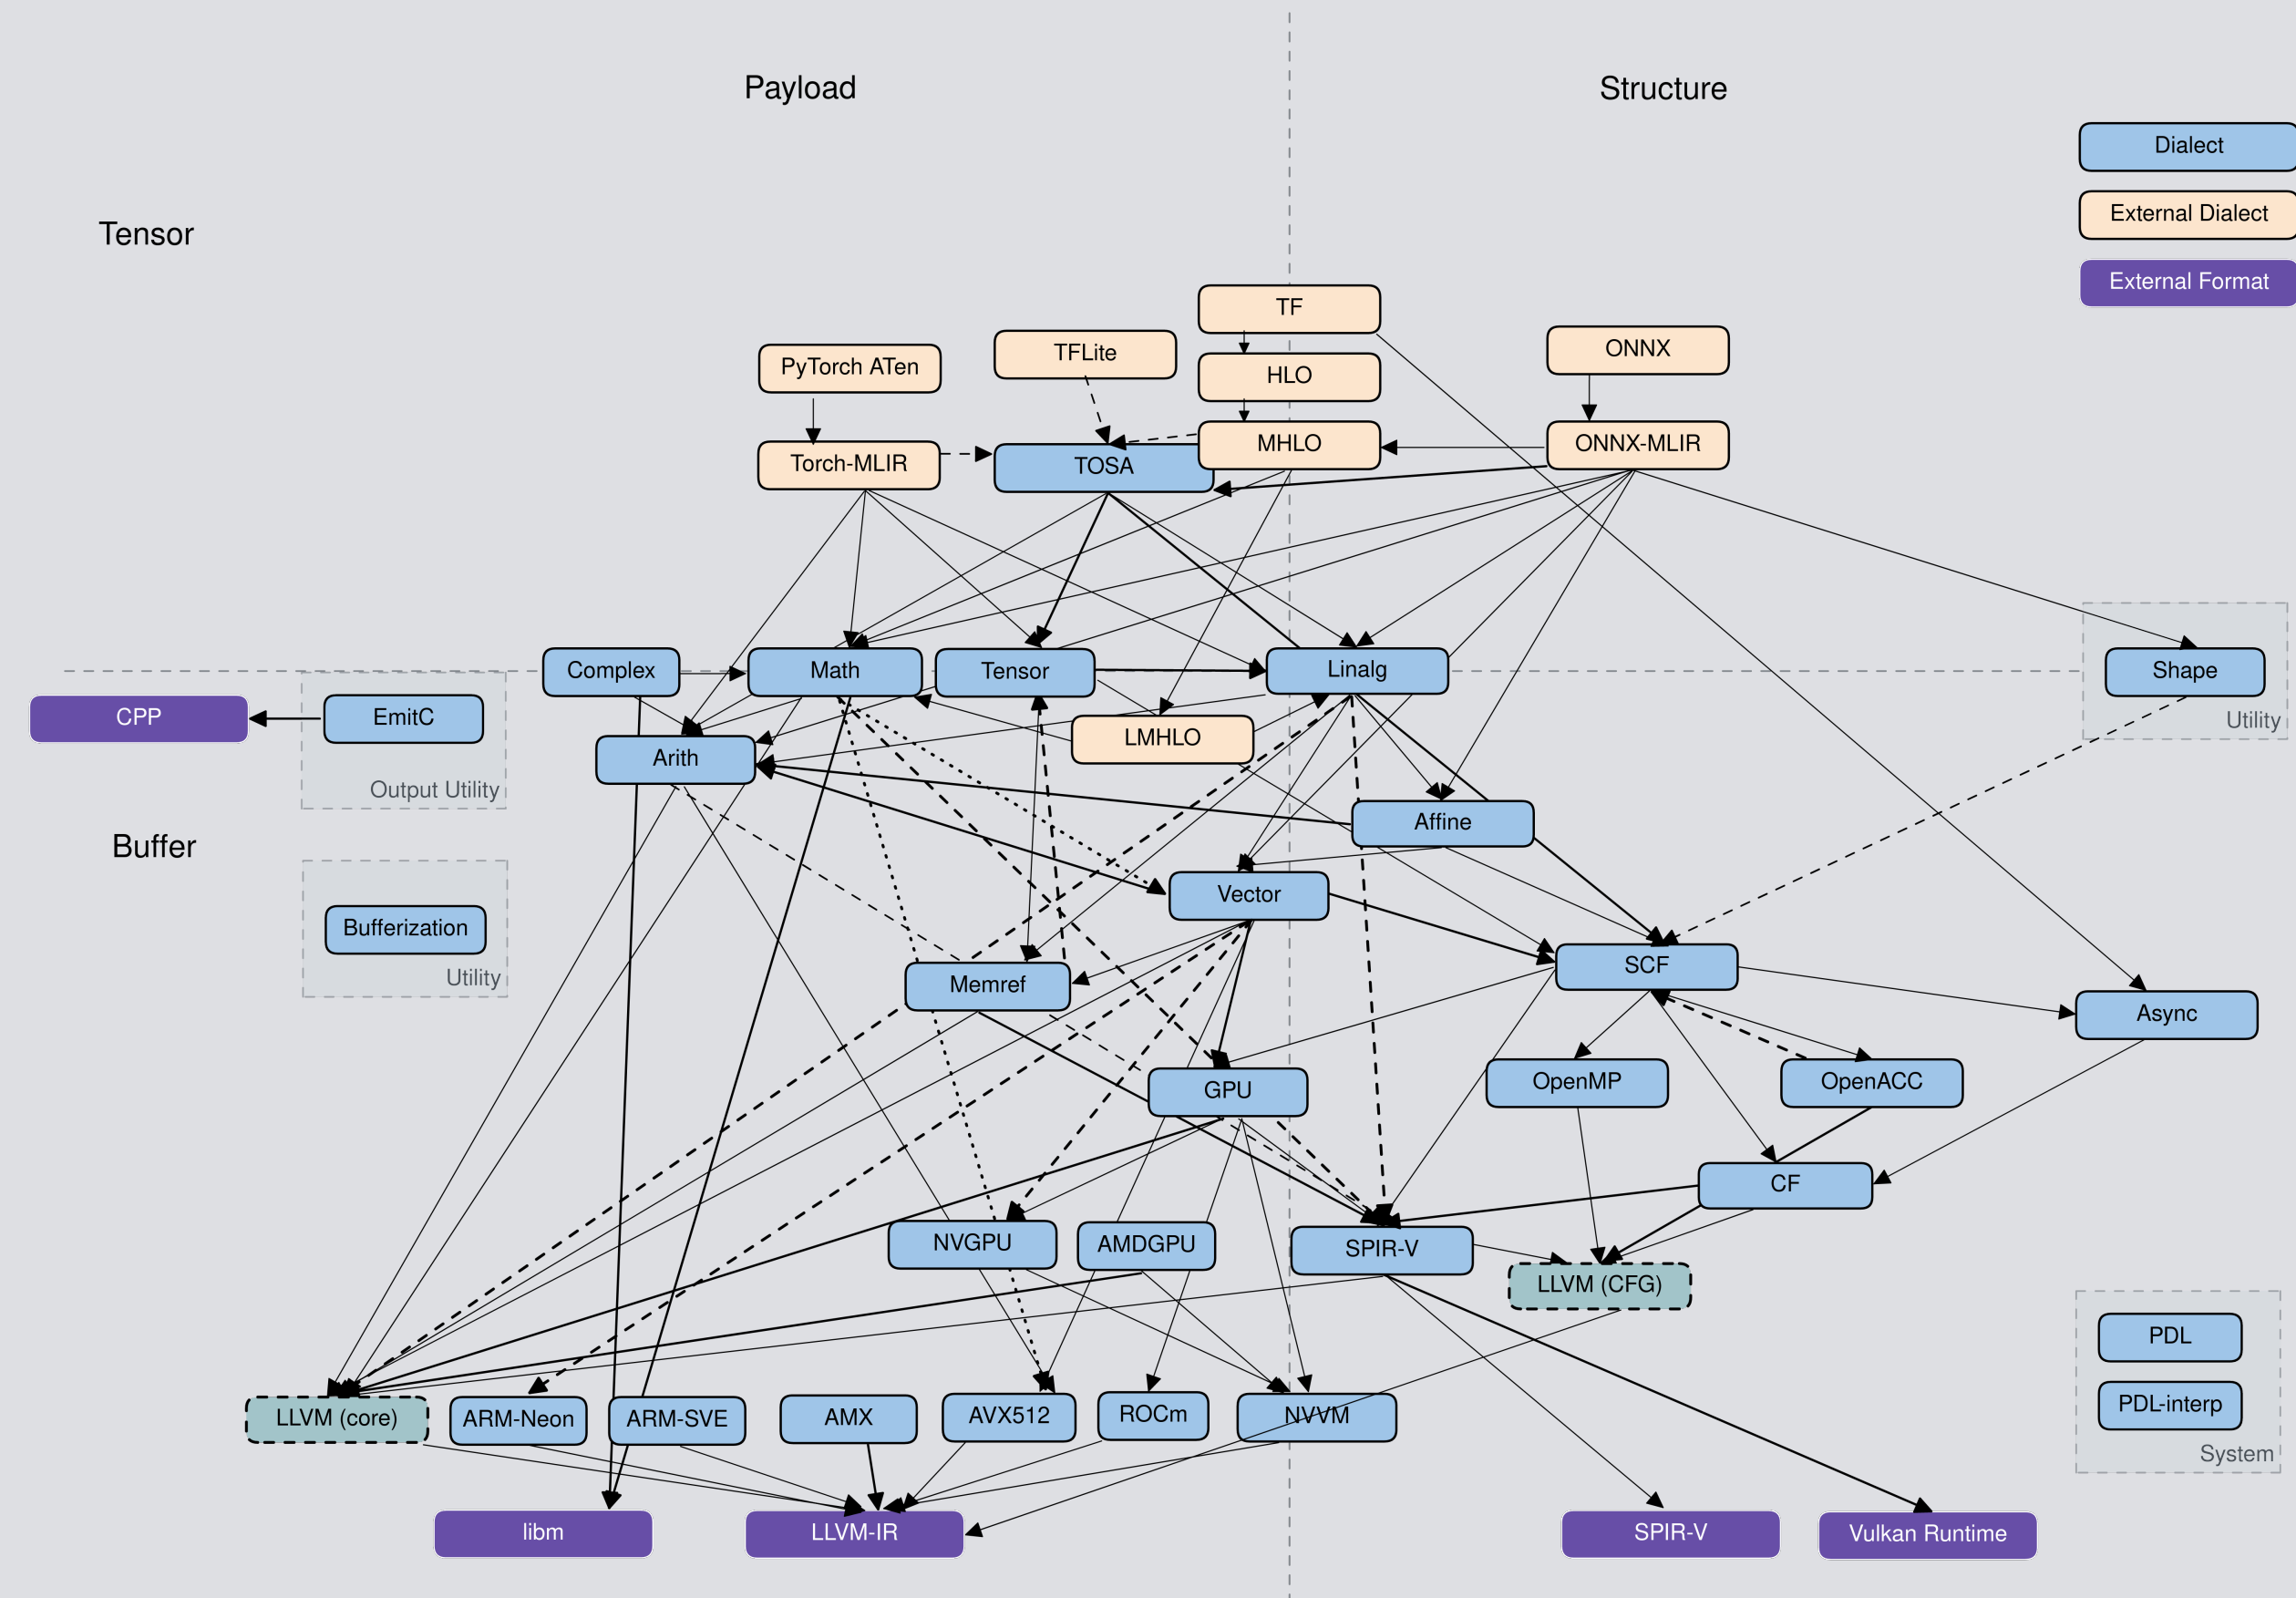 Payload
Structure
Dialect
External Dialect
External Format
Tensor
TF
TFLite
ONNX
PyTorch ATen
HLO
MHLO
ONNX-MLIR
Torch-MLIR
TOSA
Complex
Math
Tensor
Linalg
Shape
Utility
CPP
EmitC
Output Utility
LMHLO
Arith
Affine
Buffer
Vector
Bufferization
Utility
Memref
SCF
Async
GPU
OpenMP
OpenACC
CF
NVGPU
AMDGPU
SPIR-V
LLVM (CFG)
PDL
PDL-interp
System
LLVM (core)
ARM-Neon
ARM-SVE
AMX
AVX512
ROCm
NVVM
libm
LLVM-IR
SPIR-V
Vulkan Runtime